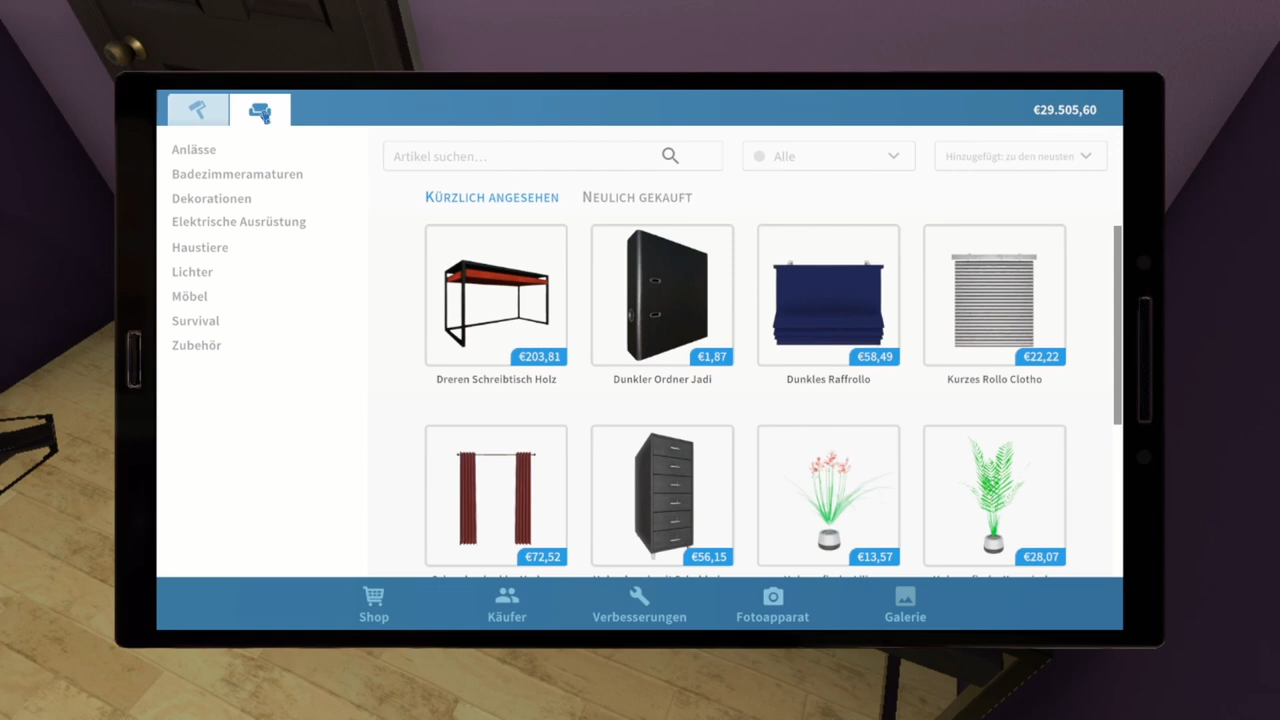 €29.505,60
Anlässe
Badezimmeramaturen
Dekorationen
Elektrische Ausrüstung
Haustiere
Lichter
Möbel
Survival
Zubehör
Artikel suchen...
Alle
Hinzugefügt: zu den neusten
KÜRZLICH ANGESEHEN
NEULICH GEKAUFT
€203,81
€1,87
€58,49
€22,22
Dreren Schreibtisch Holz
Dunkler Ordner Jadi
Dunkles Raffrollo
Kurzes Rollo Clotho
€72,52
€56,15
€13,57
€28,07
Shop
Käufer
Verbesserungen
Fotoapparat
Galerie